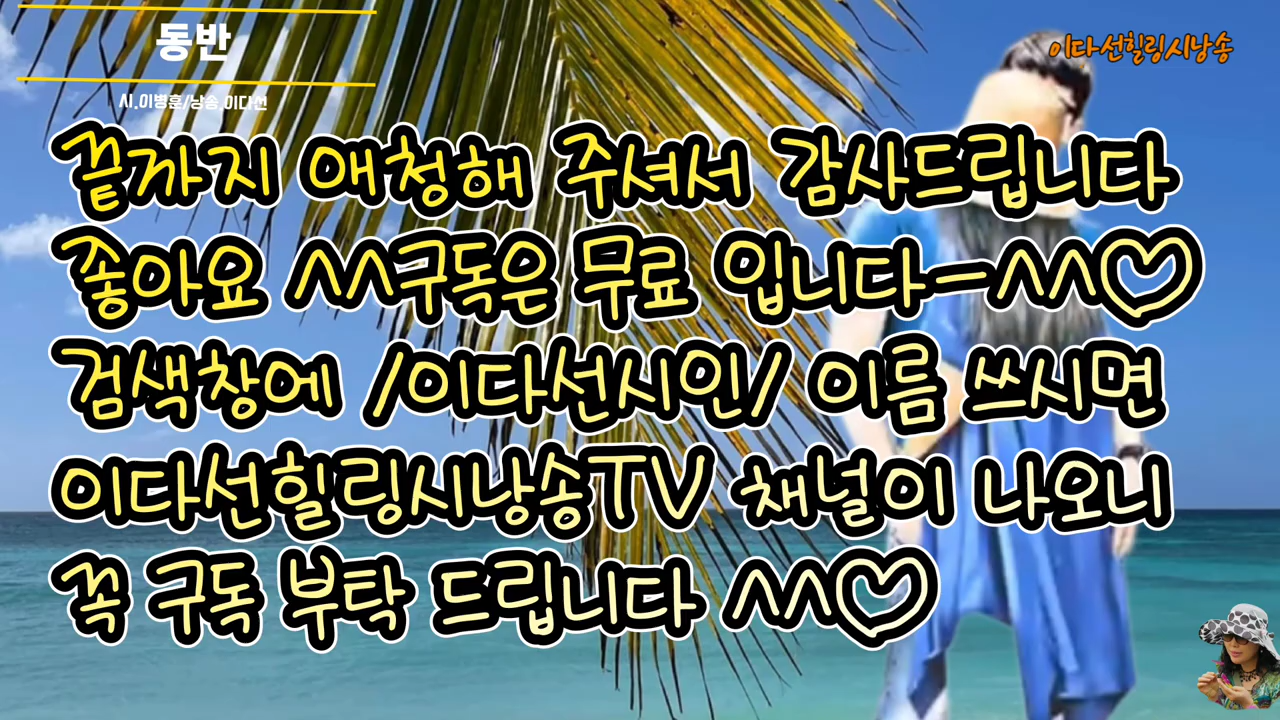 동반
이다선힐링시낭송
시.이병훈/낭송.이다선
끝까지 애청해 주셔서 감사드립니다
좋아요 ^^구독은 무료 입니다-^^♡
검색창에 /이다선시인/ 이름 쓰시면
이다선힐링시낭송TV 채널이 나오니
꼭 구독 부탁 드립니다 ^^♡